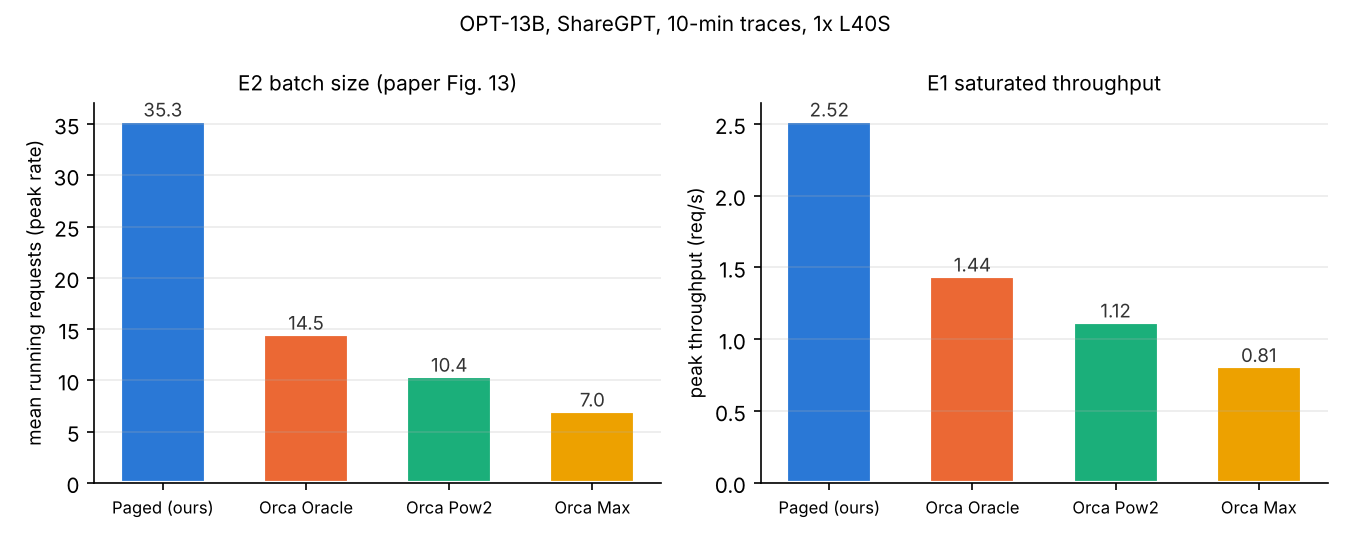 OPT-13B, ShareGPT, 10-min traces, 1x L40S
E2 batch size (paper Fig. 13)
mean running requests (peak rate)
35
30
25
20
15
10
5
0
35.3
14.5
10.4
7.0
Paged (ours)
Orca Oracle
Orca Pow2
Orca Max
E1 saturated throughput
peak throughput (req/s)
2.5
2.0
1.5
1.0
0.5
0.0
2.52
1.44
1.12
0.81
Paged (ours)
Orca Oracle
Orca Pow2
Orca Max